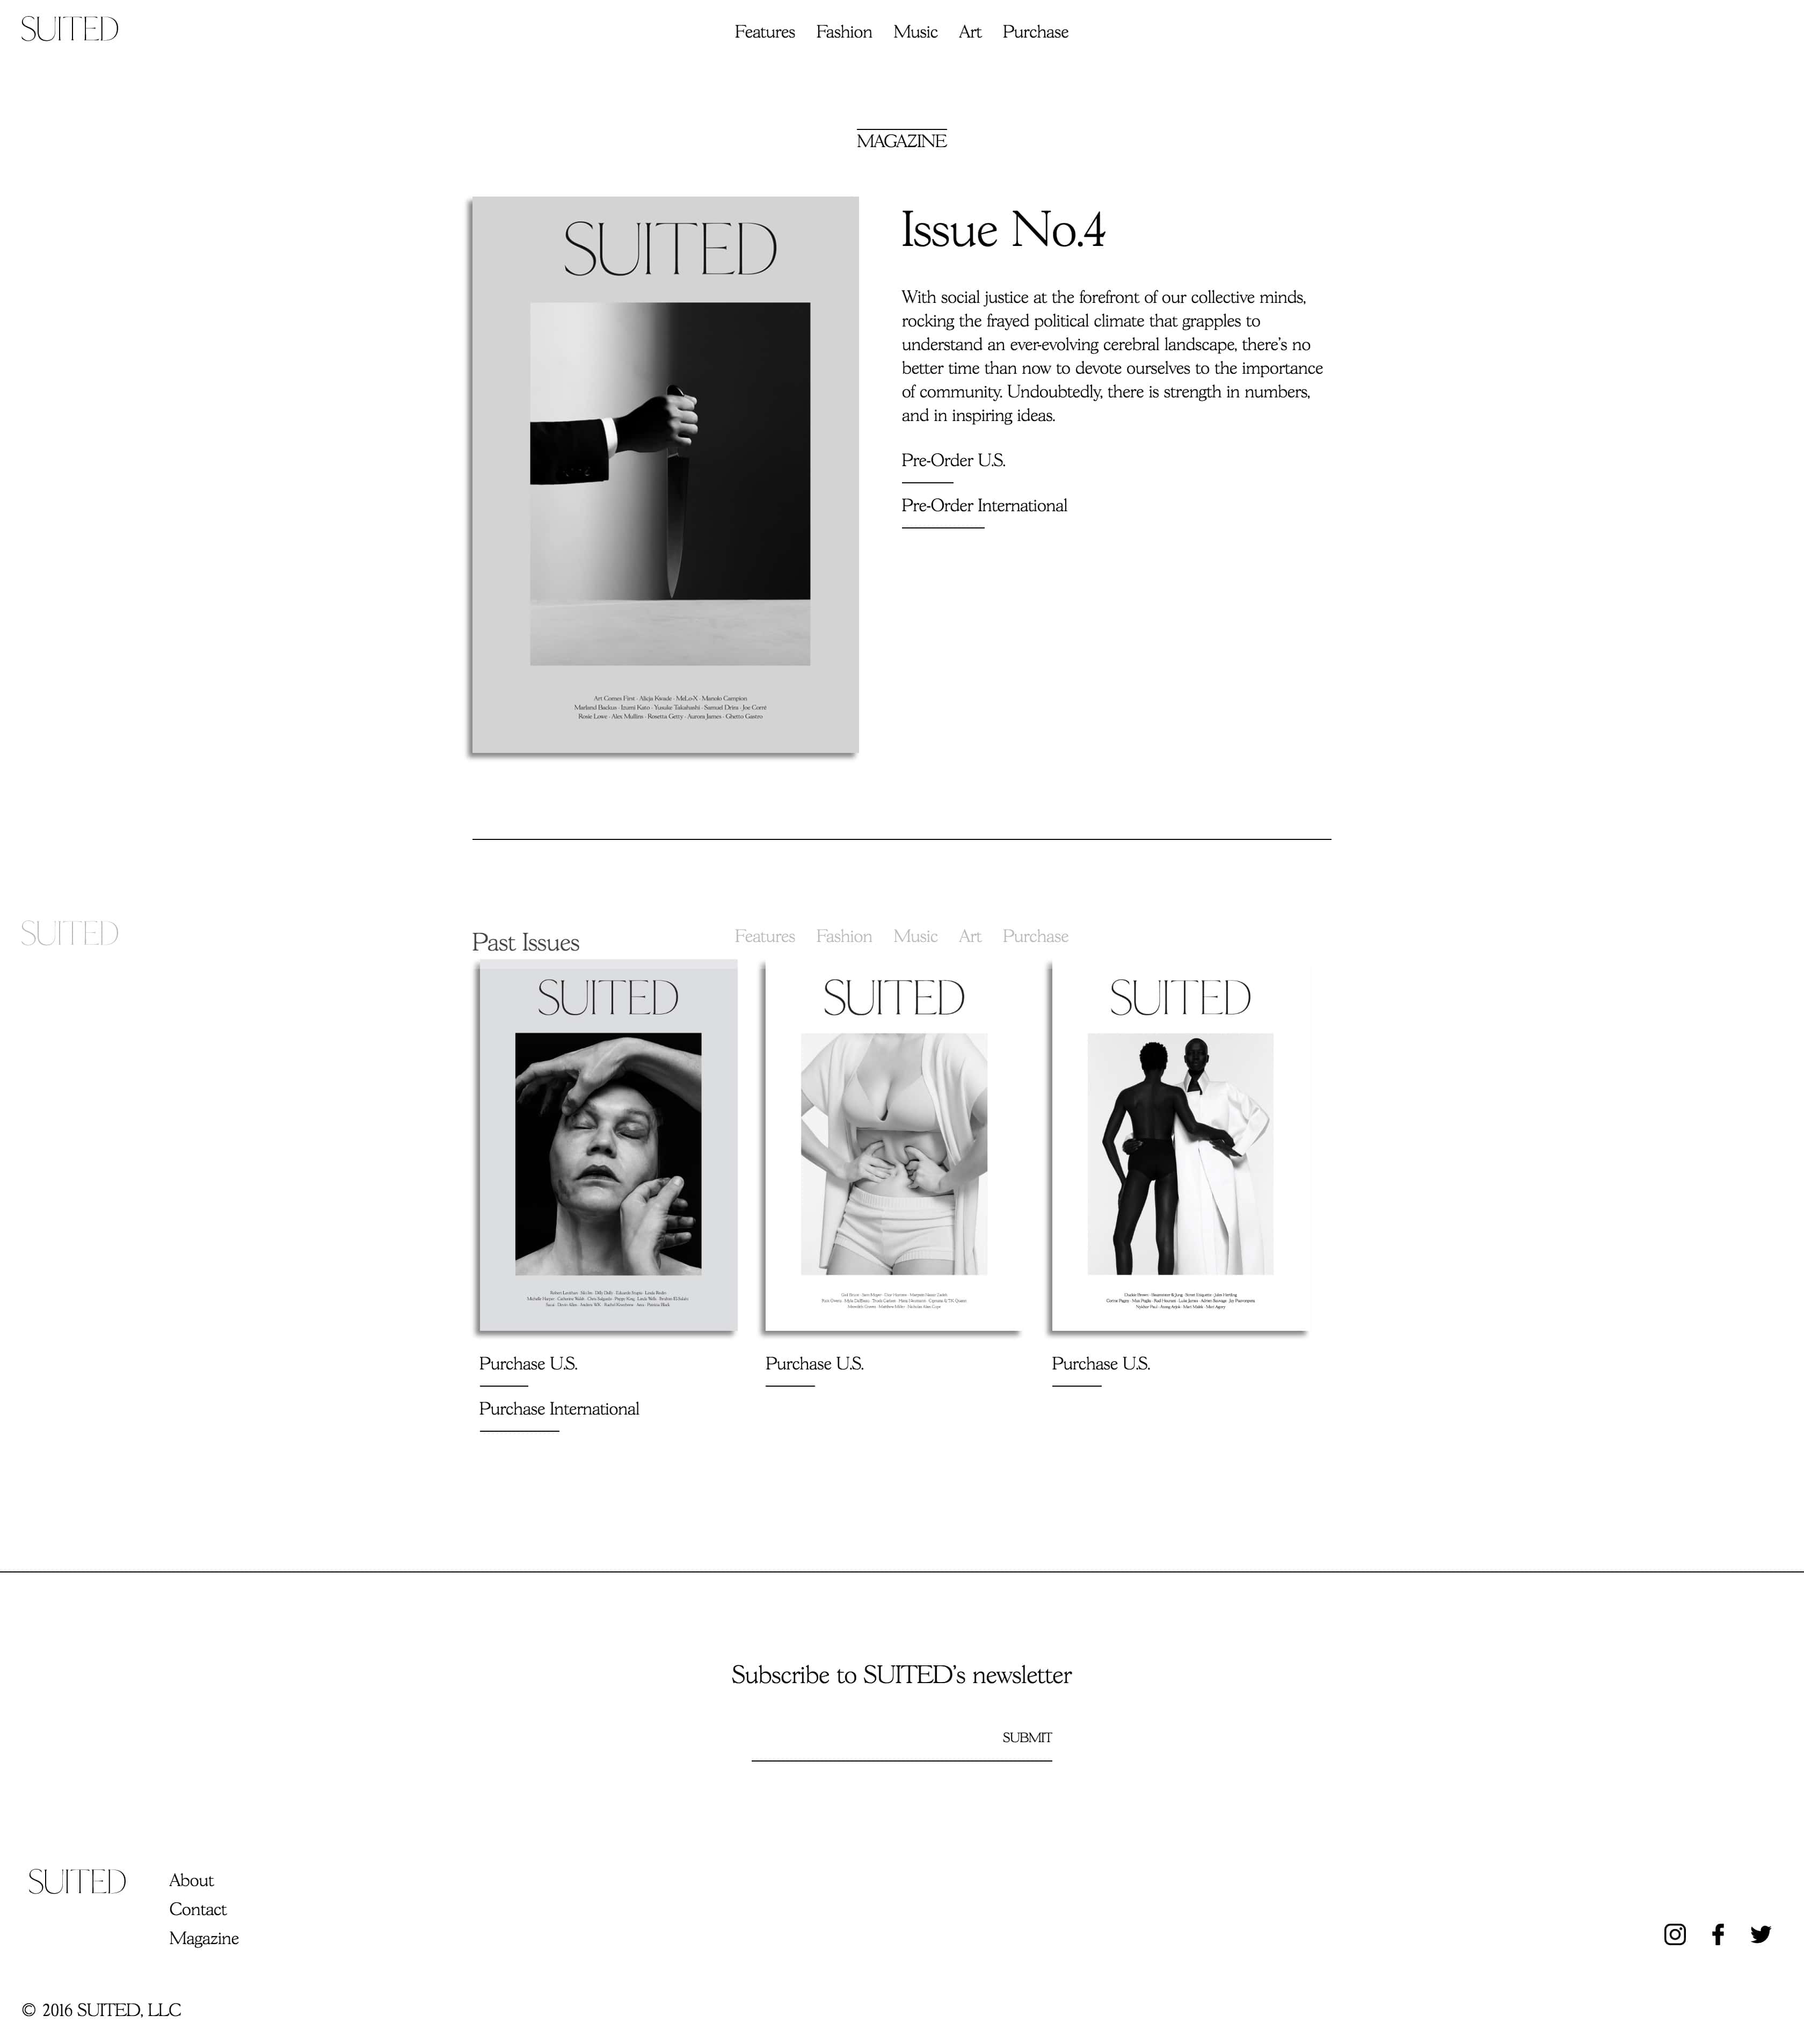 SUITED
Features Fashion Music Art Purchase
MAGAZINE
SUITED
Art Comes First · Alicja Kwade · MeLo-X · Manolo Campion
Marland Backus · Izumi Kato · Yusuke Takahashi · Samuel Drira · Joe Cornt
Rosie Lowe · Alex Mullins · Rosetta Getty · Aurora James · Ghetto Gastro
Issue No.4
With social justice at the forefront of our collective minds,
rocking the frayed political climate that grapples to
understand an ever-evolving cerebral landscape, there's no
better time than now to devote ourselves to the importance
of community. Undoubtedly, there is strength in numbers,
and in inspiring ideas.
Pre-Order U.S.
Pre-Order International
SUITED
Features Fashion Music Art Purchase
Past Issues
SUITED
SUITED
SUITED
Purchase U.S.
Purchase International
Purchase U.S.
Purchase U.S.
Subscribe to SUITED's newsletter
SUBMIT
SUITED
About
Contact
Magazine
© 2016 SUITED, LLC